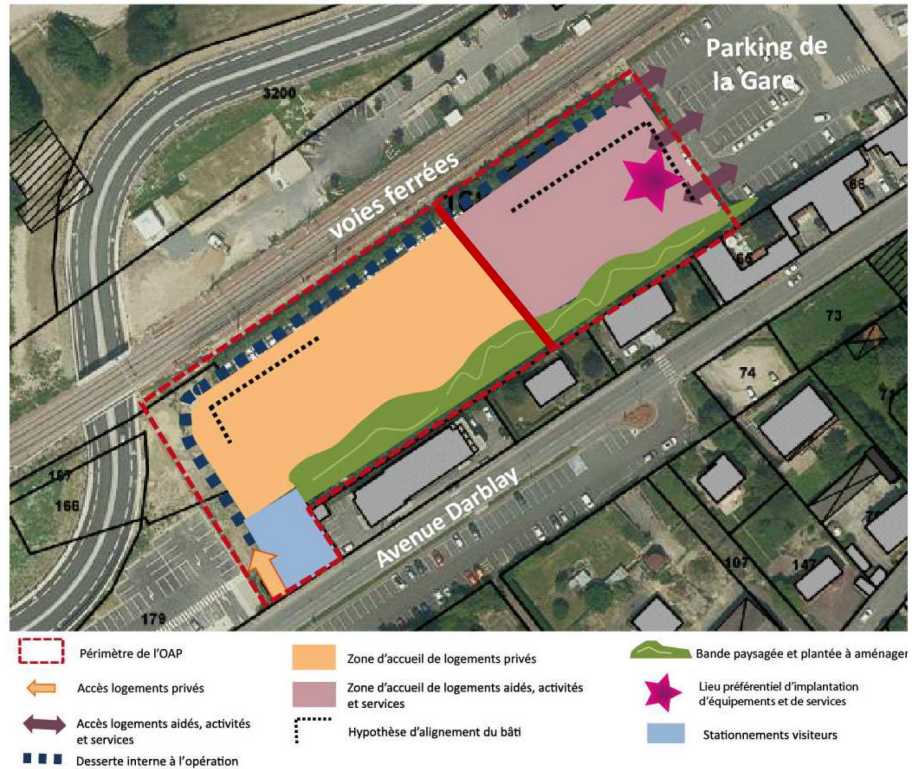 Parking de
la Gare
3200
voies ferrées
66
73
74
166
Avenue Darblay
107
147
179
Périmètre de l'OAP
Zone d'accueil de logements privés
Bande paysagée et plantée à aménager
Accès logements privés
Zone d'accueil de logements aidés, activités
et services
Lieu préférentiel d'implantation
d'équipements et de services
Accès logements aidés, activités
et services
Hypothèse d'alignement du bâti
Stationnements visiteurs
Desserte interne à l'opération